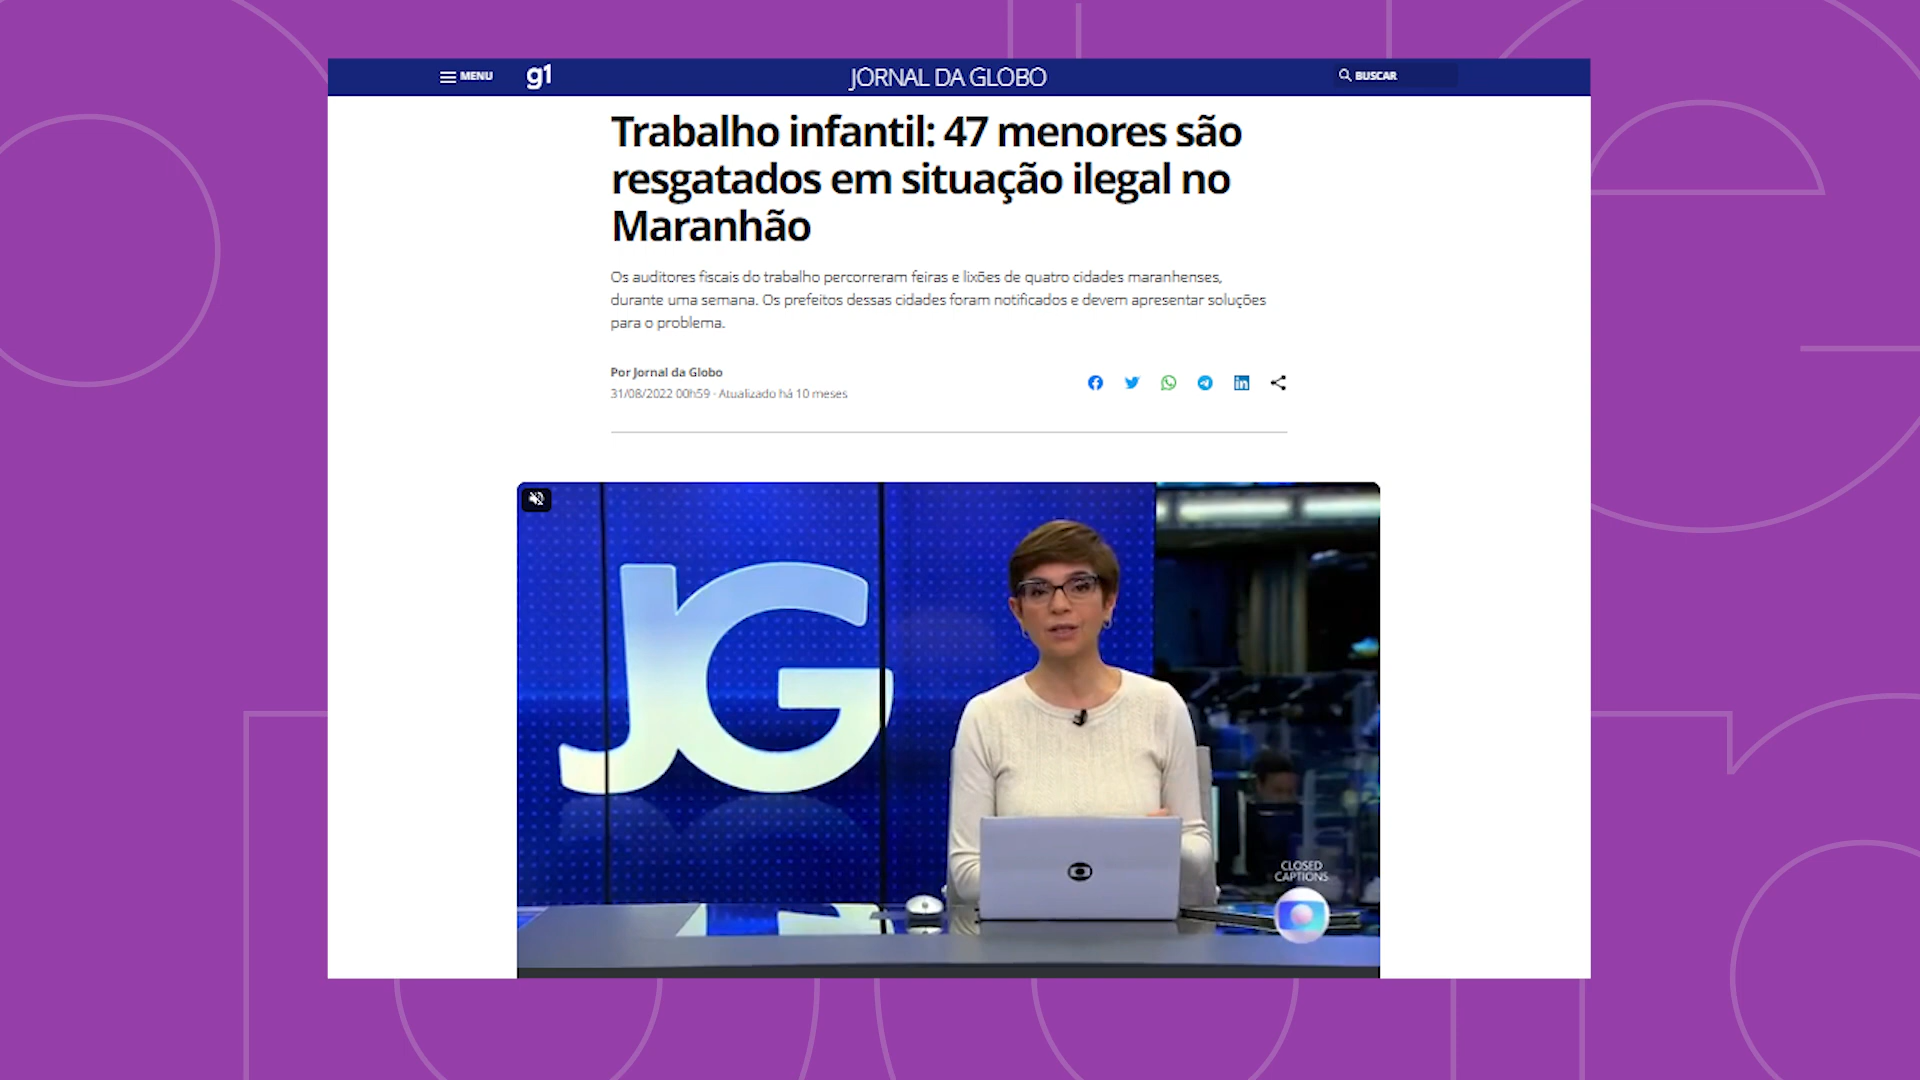 MENU
g1
JORNAL DA GLOBO
BUSCAR
Trabalho infantil: 47 menores são
resgatados em situação ilegal no
Maranhão
Os auditores fiscais do trabalho percorreram feiras e lixões de quatro cidades maranhenses,
durante uma semana. Os prefeitos dessas cidades foram notificados e devem apresentar soluções
para o problema.
Por Jornal da Globo
31/08/2022 00h59 · Atualizado há 10 meses
in
JG
CLOSED
CAPTIONS